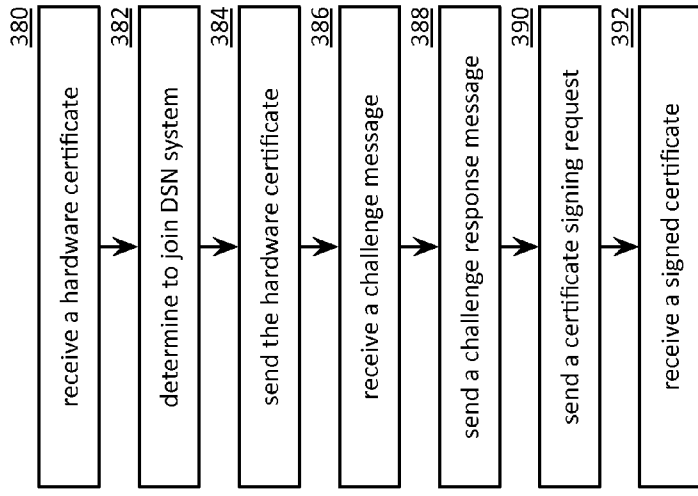 380
receive a hardware certificate
382
determine to join DSN system
384
send the hardware certificate
386
receive a challenge message
388
send a challenge response message
390
send a certificate signing request
392
receive a signed certificate